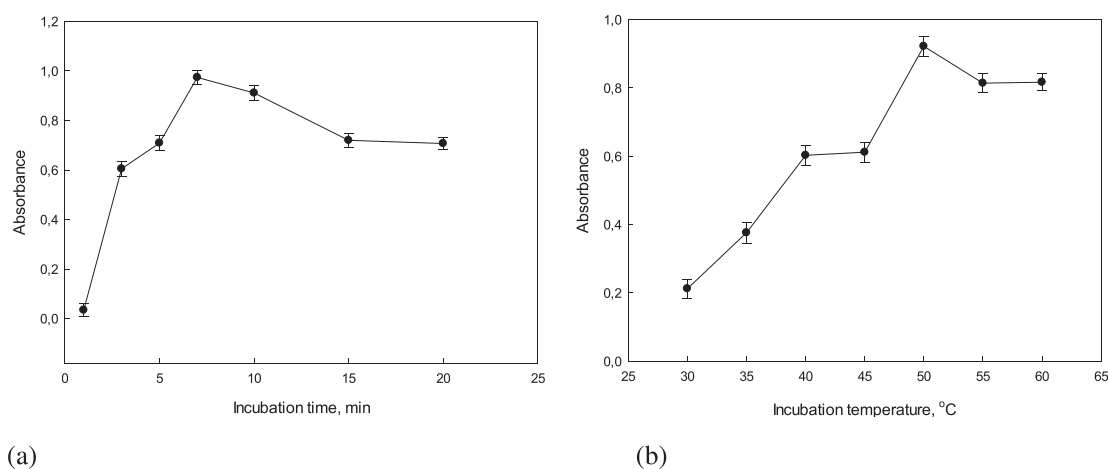 1,2
1,0
0,8
0,6
0,4
0,2
0,0
Absorbance
0 5 10 15 20 25
Incubation time, min
(a)
1,0
0,8
0,6
0,4
0,2
0,0
Absorbance
25 30 35 40 45 50 55 60 65
Incubation temperature, °C
(b)